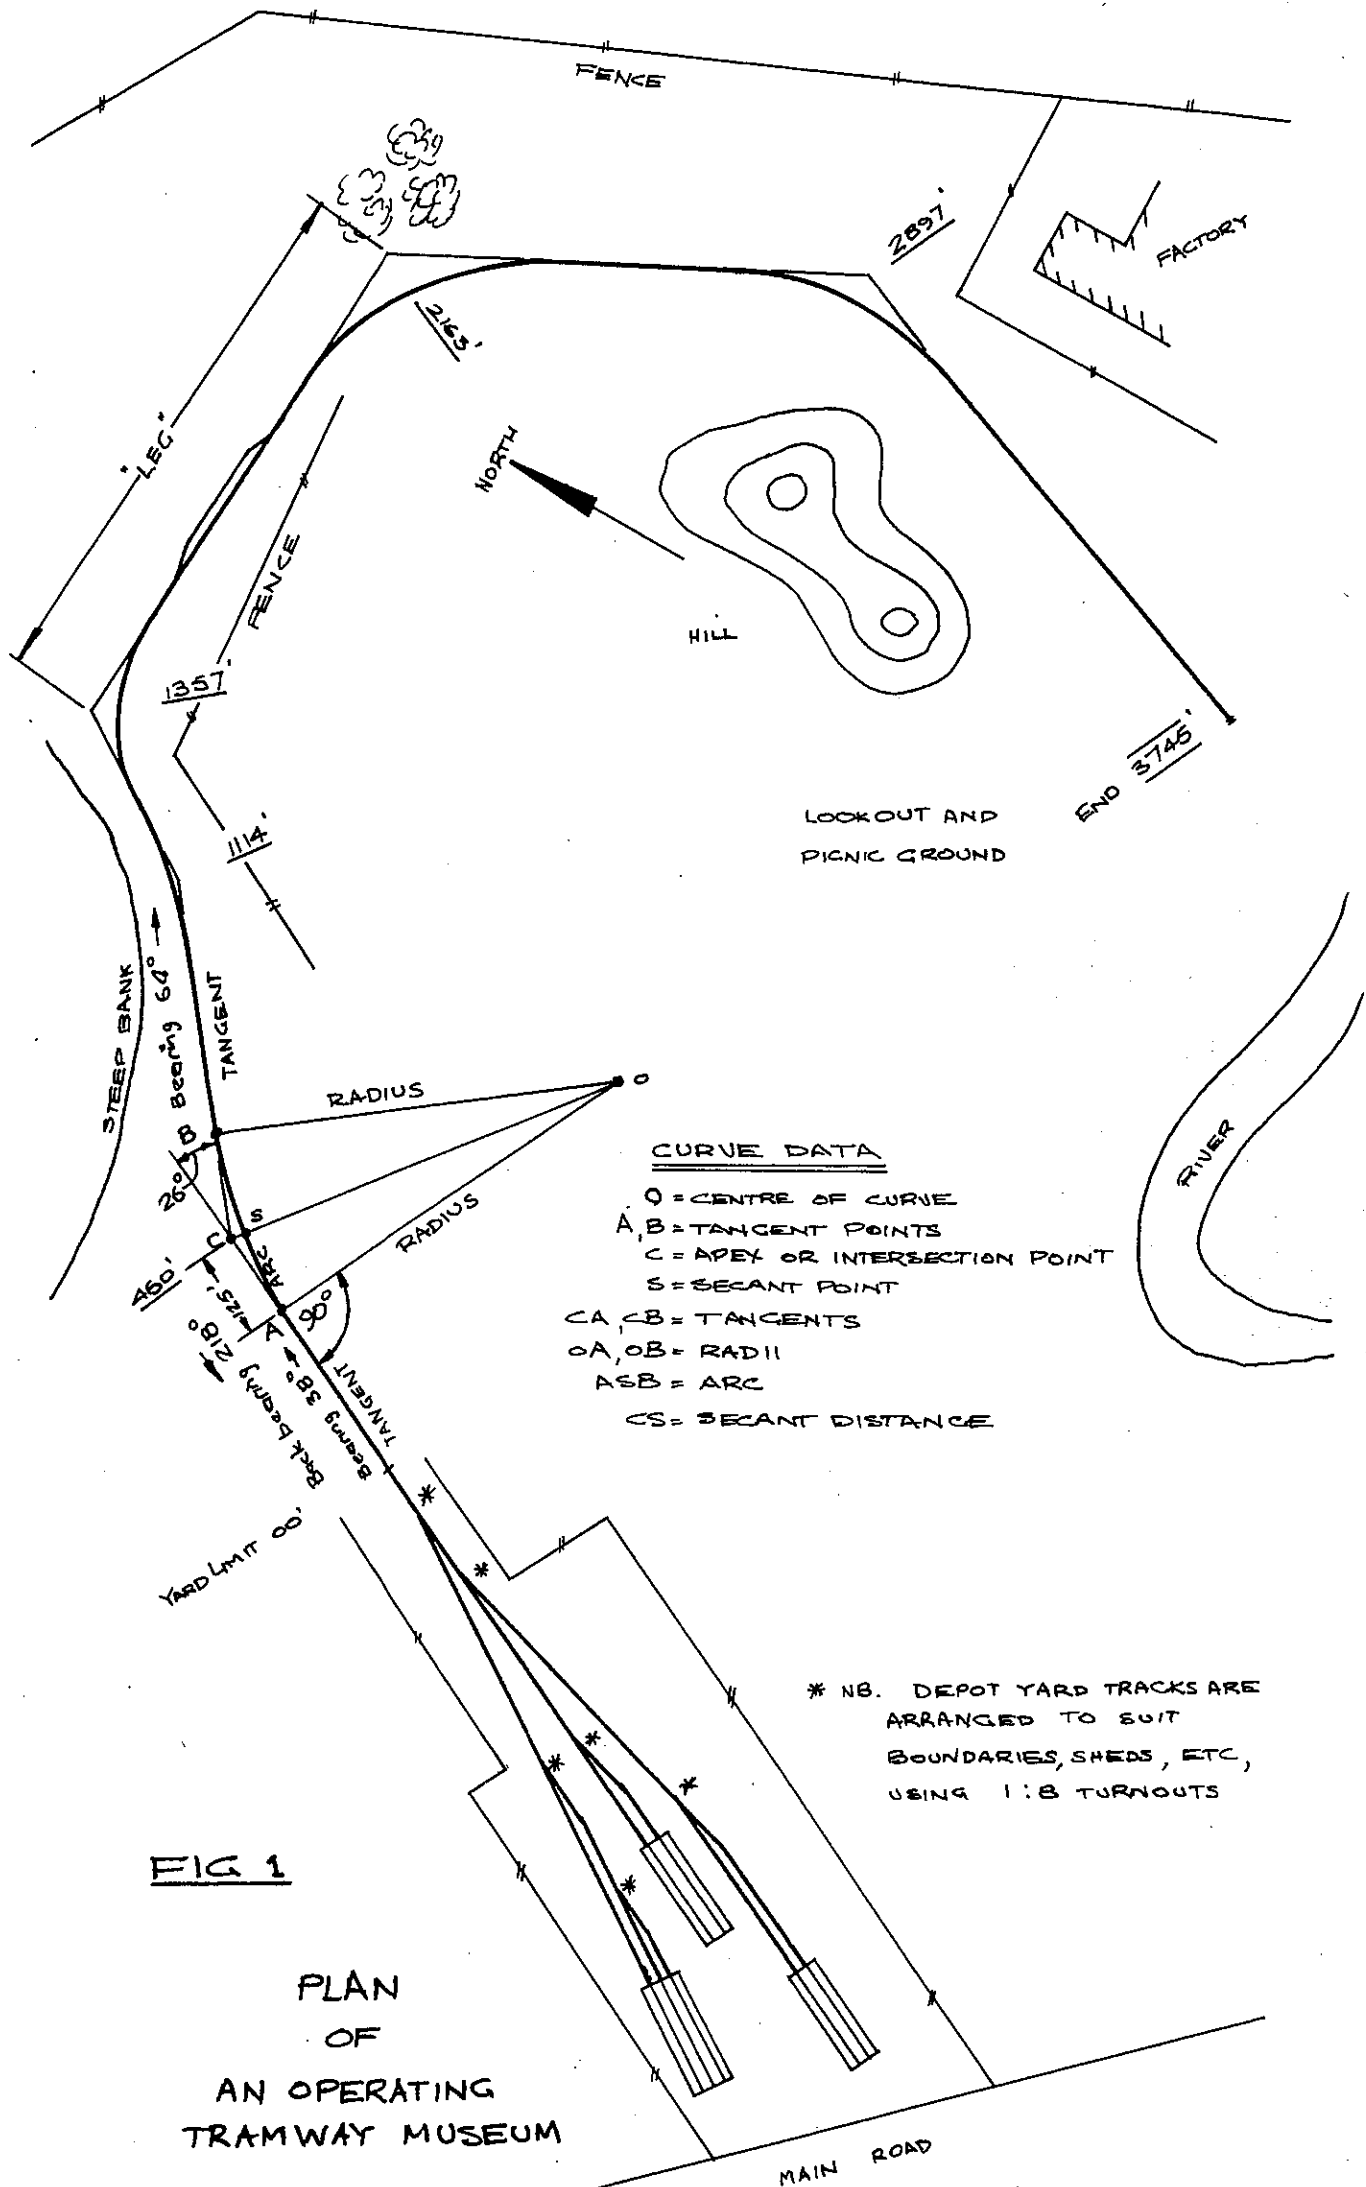 FENCE
2897'
FACTORY
2163'
"LEG"
NORTH
FENCE
HILL
1357'
END 3745'
LOOKOUT AND
PICNIC GROUND
1114'
STEEP BANK
Bearing 64°
TANGENT
RADIUS
O
B
26°
CURVE DATA
O = CENTRE OF CURVE
A, B = TANGENT POINTS
C = APEX OR INTERSECTION POINT
S = SECANT POINT
CA, CB = TANGENTS
OA, OB = RADII
ASB = ARC
CS = SECANT DISTANCE
RIVER
S
C
RADIUS
ARC
460'
125'
A
90°
Back bearing 218°
Bearing 38°
TANGENT
YARD LIMIT 00'
*
*
*
*
*
*
* NB. DEPOT YARD TRACKS ARE
ARRANGED TO SUIT
BOUNDARIES, SHEDS, ETC,
USING 1:8 TURNOUTS
FIG 1
PLAN
OF
AN OPERATING
TRAMWAY MUSEUM
MAIN ROAD